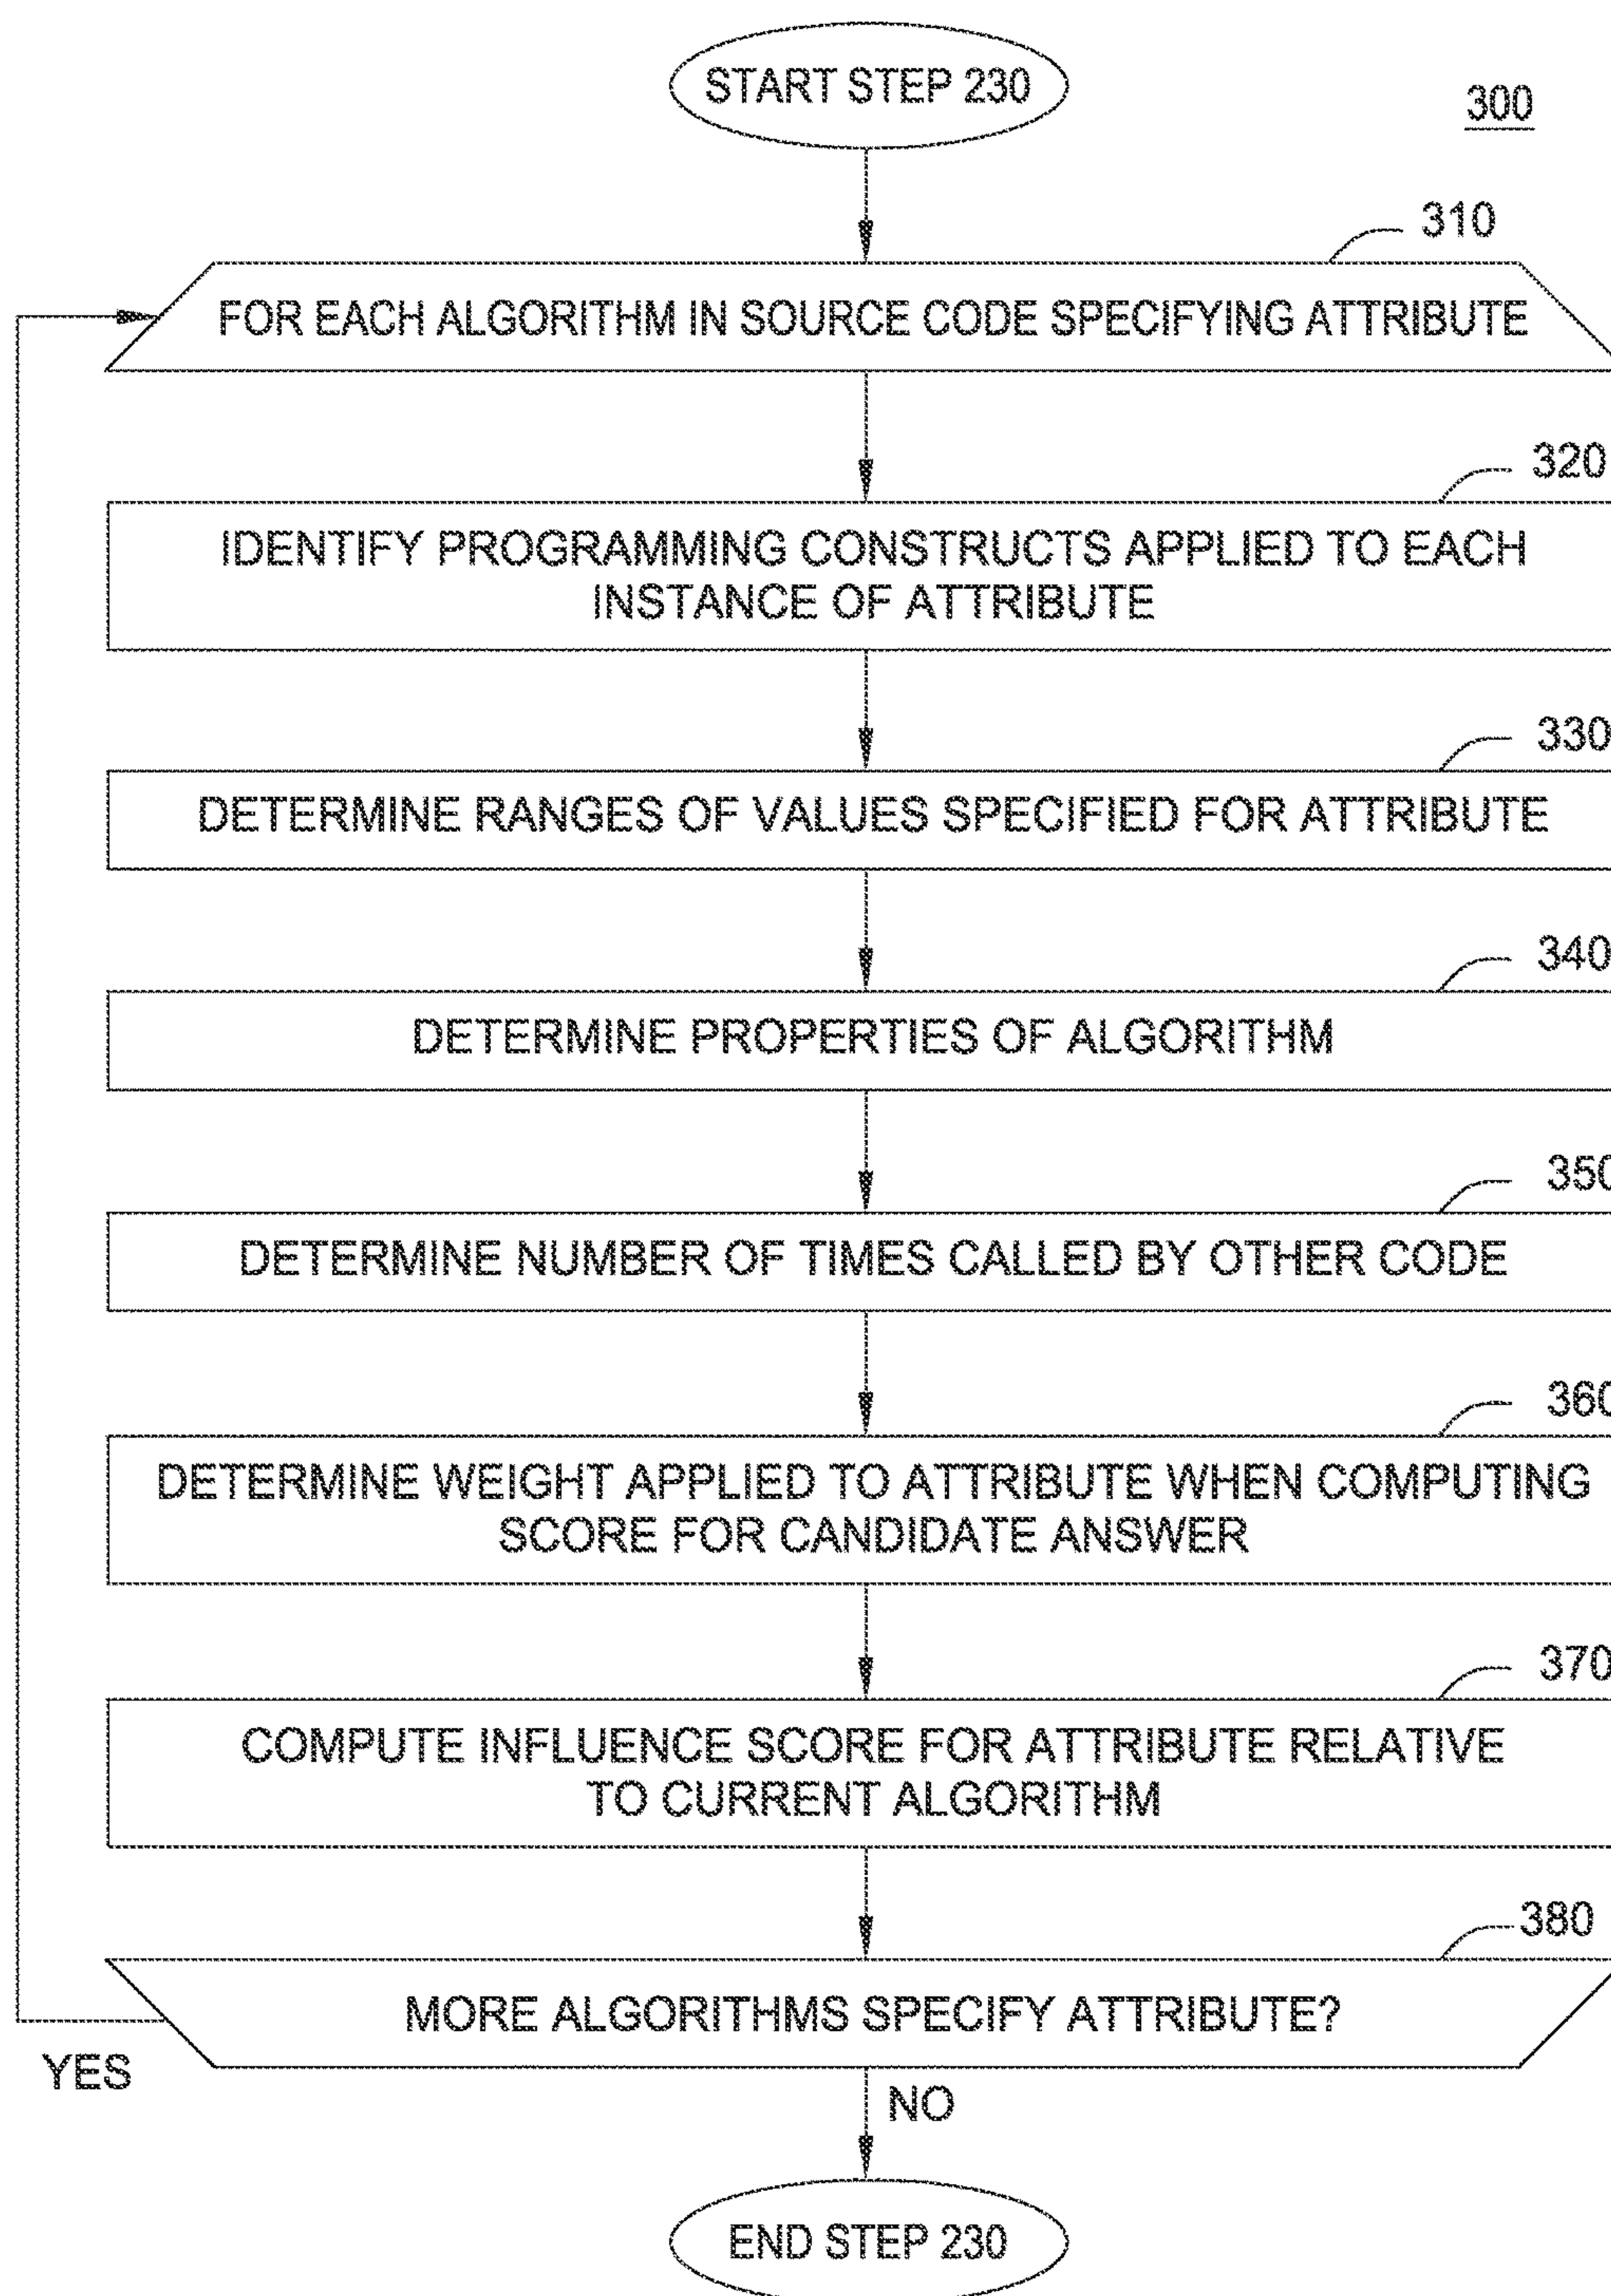 START STEP 230
300
310
FOR EACH ALGORITHM IN SOURCE CODE SPECIFYING ATTRIBUTE
320
IDENTIFY PROGRAMMING CONSTRUCTS APPLIED TO EACH
INSTANCE OF ATTRIBUTE
330
DETERMINE RANGES OF VALUES SPECIFIED FOR ATTRIBUTE
340
DETERMINE PROPERTIES OF ALGORITHM
350
DETERMINE NUMBER OF TIMES CALLED BY OTHER CODE
360
DETERMINE WEIGHT APPLIED TO ATTRIBUTE WHEN COMPUTING
SCORE FOR CANDIDATE ANSWER
370
COMPUTE INFLUENCE SCORE FOR ATTRIBUTE RELATIVE
TO CURRENT ALGORITHM
380
MORE ALGORITHMS SPECIFY ATTRIBUTE?
YES
NO
END STEP 230